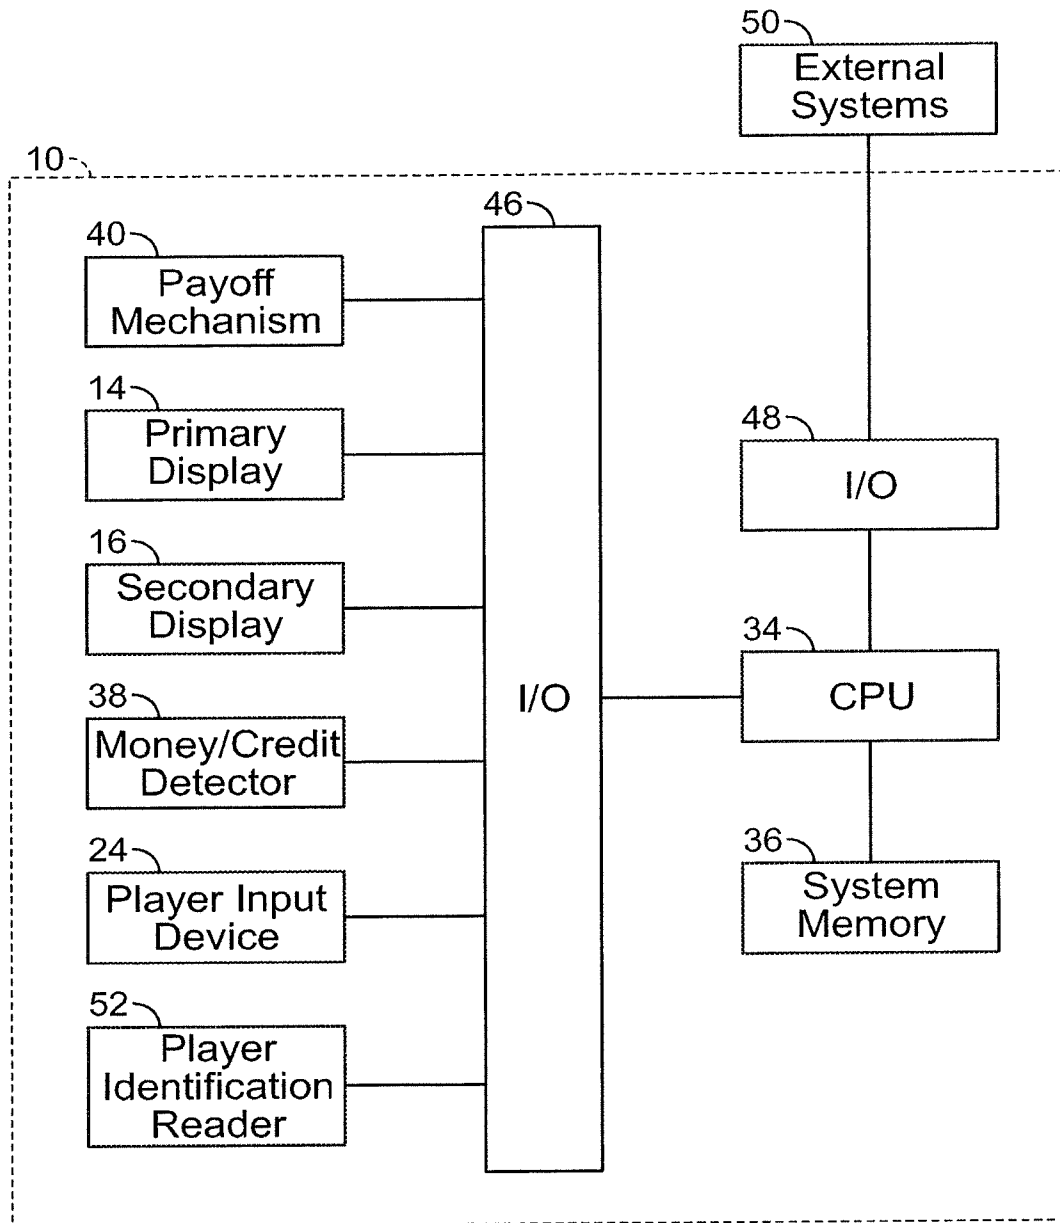 50
External
Systems
10
46
40
Payoff
Mechanism
14
Primary
Display
48
I/O
16
Secondary
Display
34
CPU
I/O
38
Money/Credit
Detector
24
Player Input
Device
36
System
Memory
52
Player
Identification
Reader